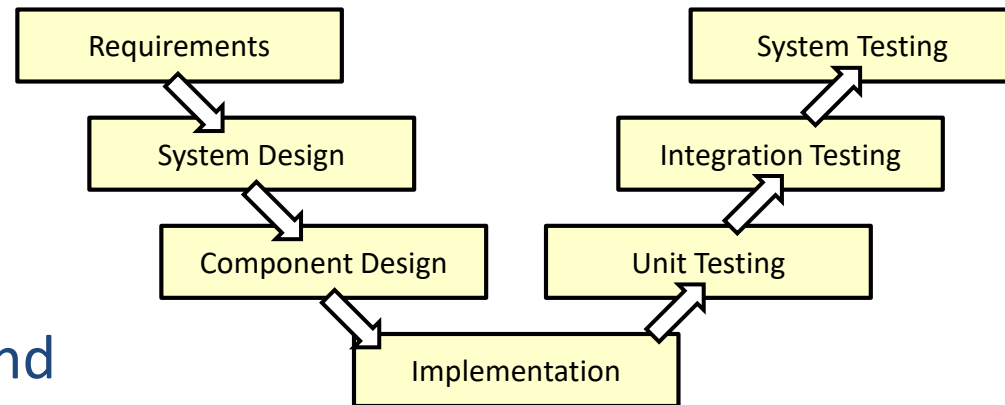 Requirements
System Testing
System Design
Integration Testing
Component Design
Unit Testing
nd
Implementation